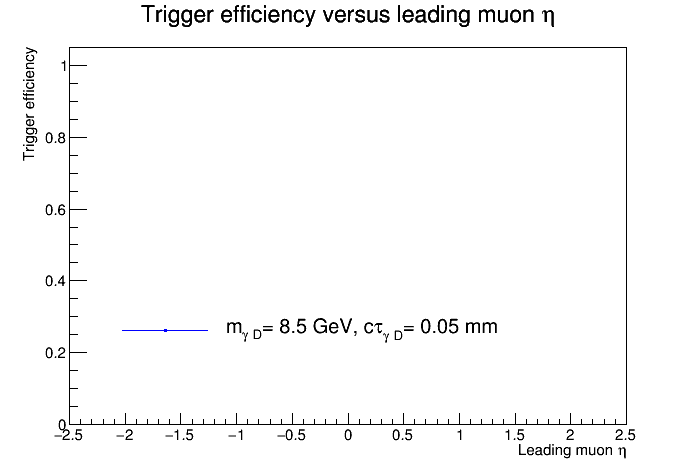 Trigger efficiency versus leading muon η
Trigger efficiency
1
0.8
0.6
0.4
0.2
0
m_γ D= 8.5 GeV, cτ_γ D= 0.05 mm
−2.5 −2 −1.5 −1 −0.5 0 0.5 1 1.5 2 2.5
Leading muon η